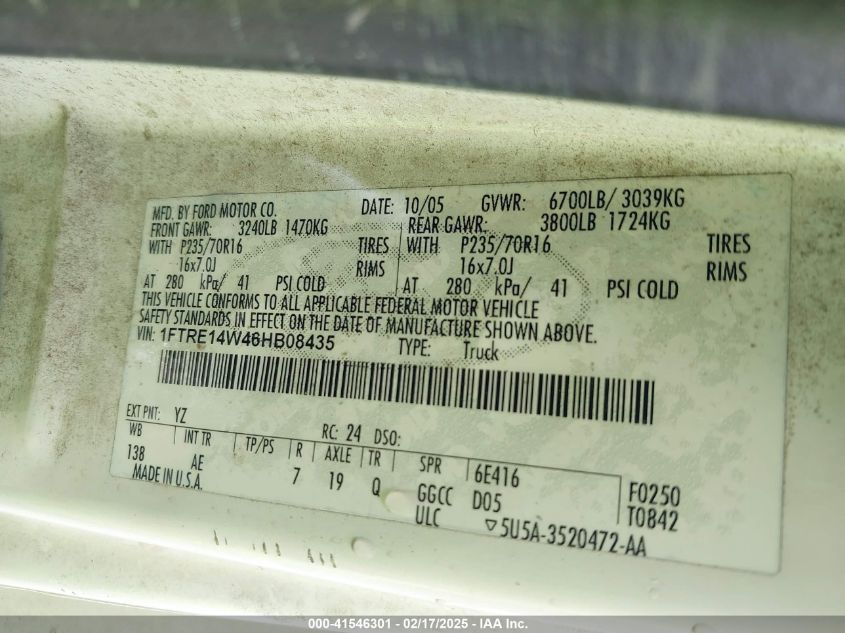 MFD. BY FORD MOTOR CO. DATE: 10/05 GVWR: 6700LB/ 3039KG
FRONT GAWR: 3240LB 1470KG REAR GAWR: 3800LB 1724KG
WITH P235/70R16 TIRES WITH P235/70R16 TIRES
16x7.0J RIMS 16x7.0J RIMS
AT 280 kPa/ 41 PSI COLD AT 280 kPa/ 41 PSI COLD
THIS VEHICLE CONFORMS TO ALL APPLICABLE FEDERAL MOTOR VEHICLE
SAFETY STANDARDS IN EFFECT ON THE DATE OF MANUFACTURE SHOWN ABOVE.
VIN: 1FTRE14W46HB08435 TYPE: Truck
EXT PNT: YZ RC: 24 DSO:
WB INT TR TP/PS R AXLE TR SPR 6E416 F0250
138 AE 7 19 Q GGCC D05 T0842
MADE IN U.S.A. ULC ▽5U5A-3520472-AA
000-41546301 - 02/17/2025 - IAA Inc.